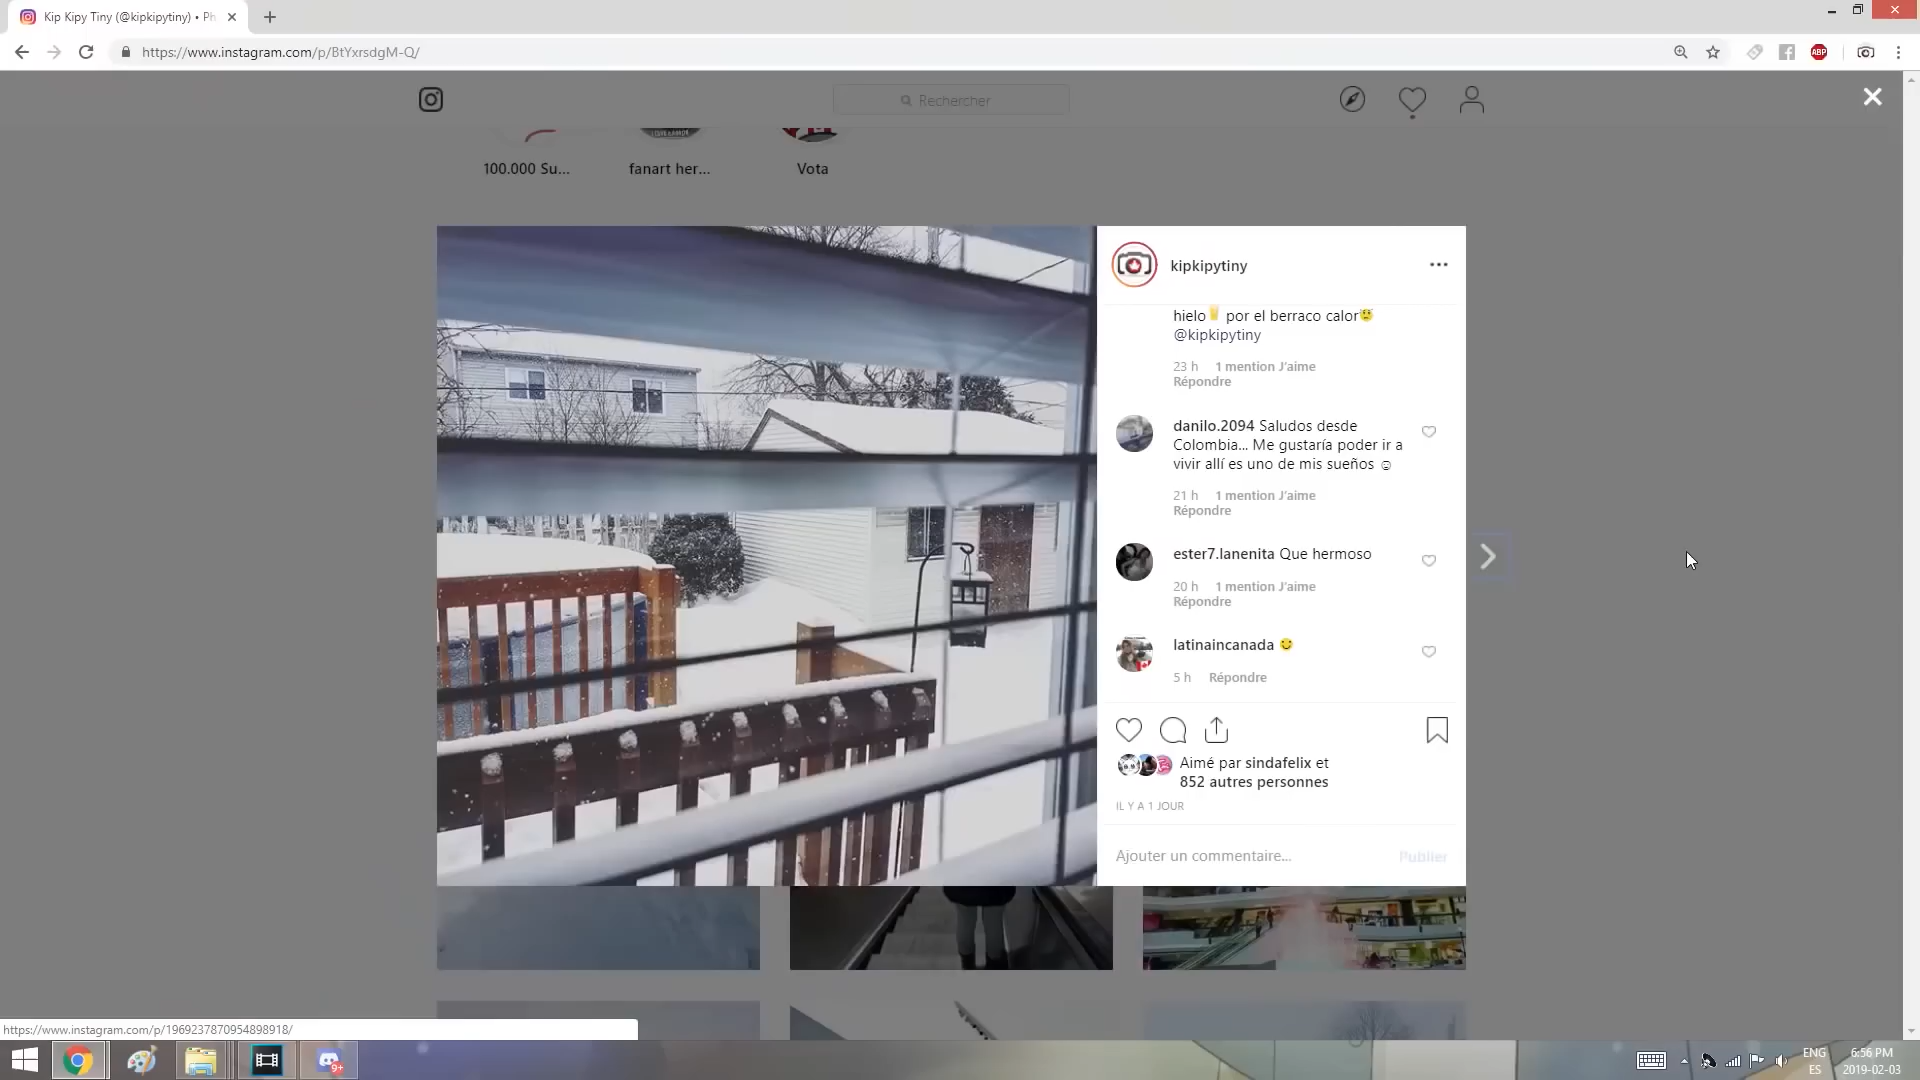 Kip Kipy Tiny (@kipkipytiny) • Ph
https://www.instagram.com/p/BtYxrsdgM-Q/
ABP
Rechercher
100.000 Su...
fanart her...
Vota
kipkipytiny
hielo por el berraco calor
@kipkipytiny
23 h 1 mention J'aime
Répondre
danilo.2094 Saludos desde
Colombia... Me gustaría poder ir a
vivir allí es uno de mis sueños ☺
21 h 1 mention J'aime
Répondre
ester7.lanenita Que hermoso
20 h 1 mention J'aime
Répondre
latinaincanada
5 h Répondre
Aimé par sindafelix et
852 autres personnes
IL Y A 1 JOUR
Ajouter un commentaire...
Publier
https://www.instagram.com/p/1969237870954898918/
9+
ENG
ES
6:56 PM
2019-02-03